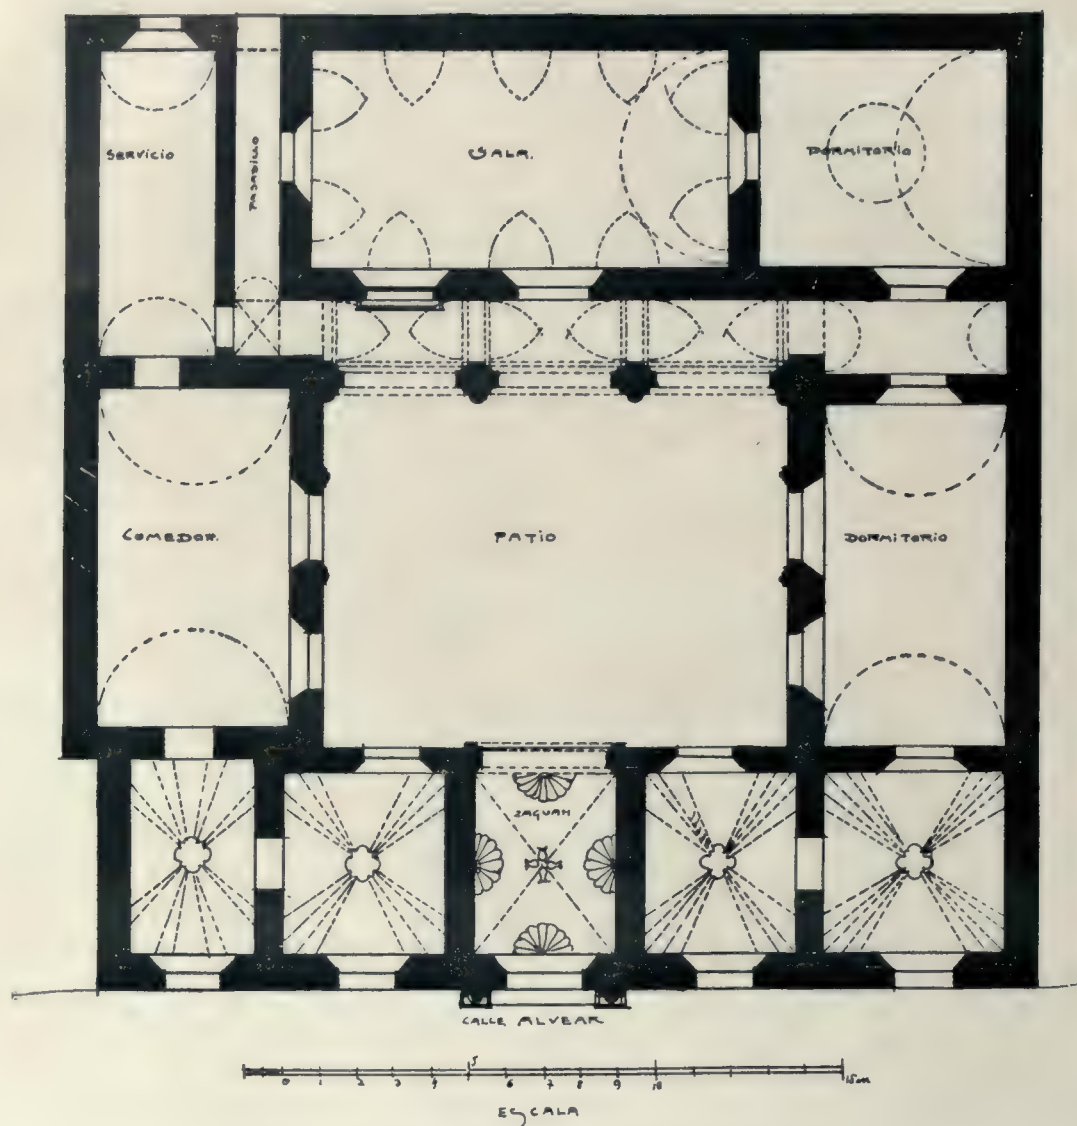 SERVICIO
PASADIZO
SALA.
DORMITORIO
COMEDOR.
PATIO
DORMITORIO
ZAGUAN
CALLE ALVEAR
5
0 1 2 3 4 6 7 8 9 10 15m
ESCALA